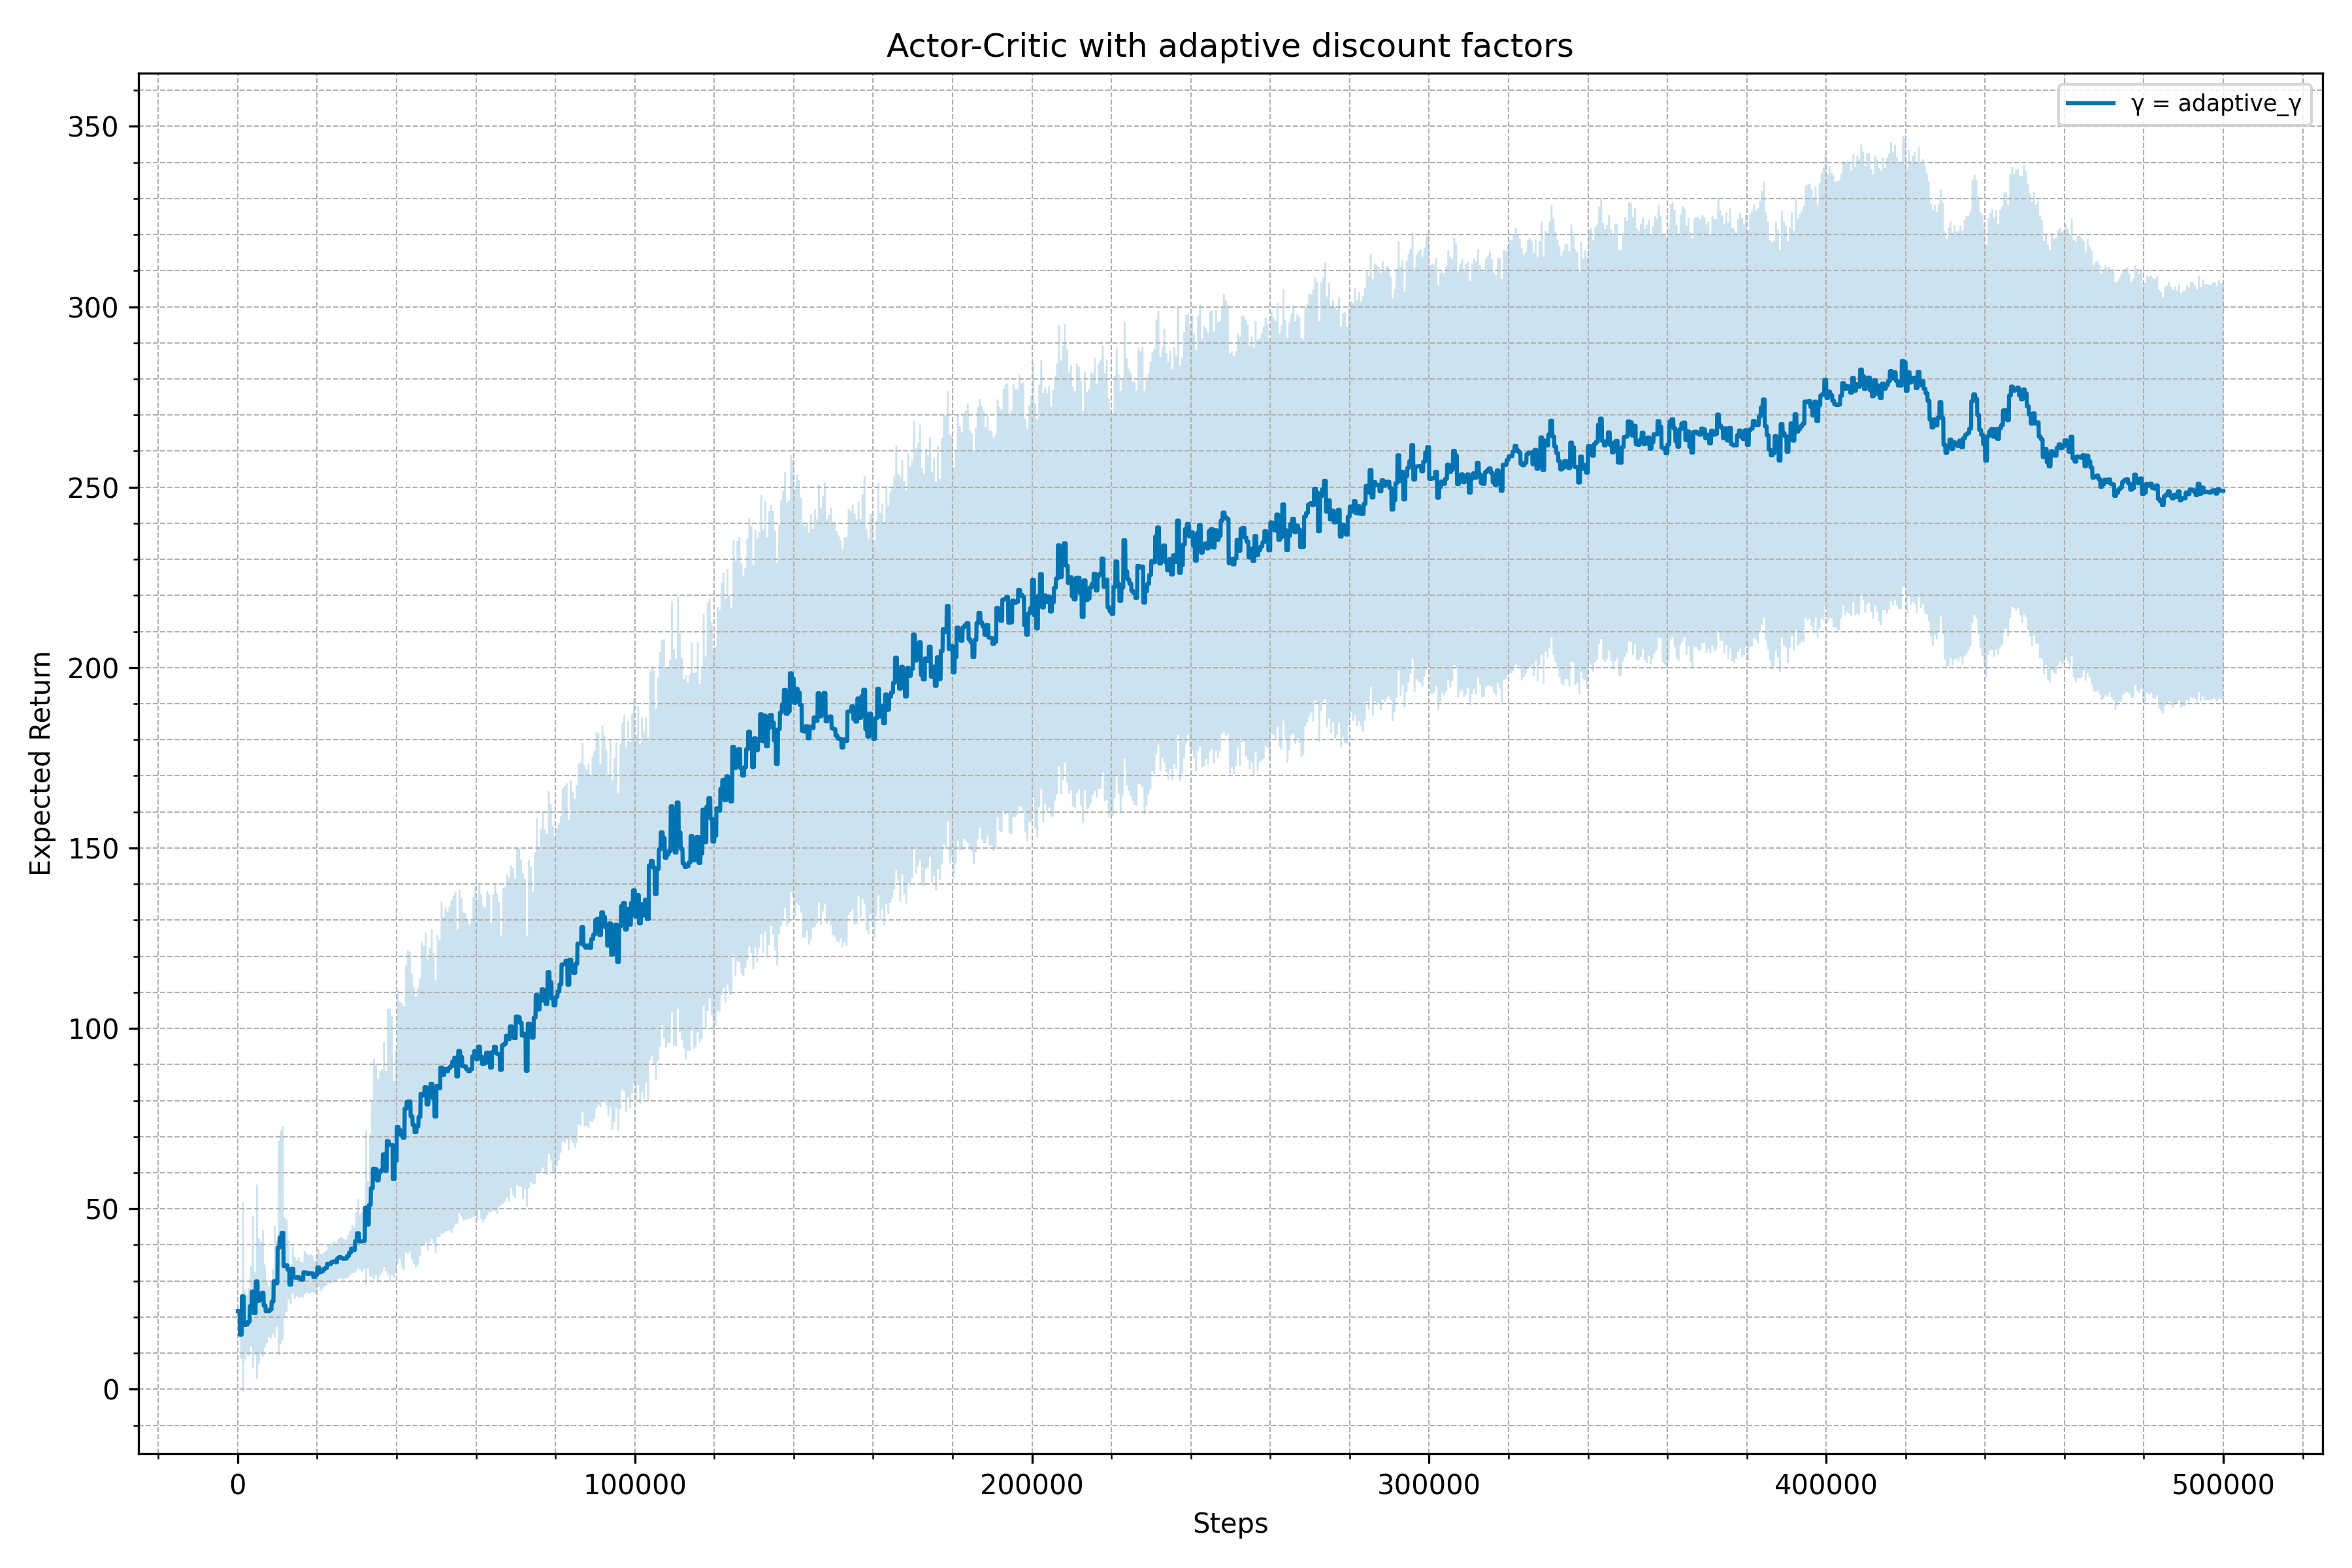 Actor-Critic with adaptive discount factors
γ = adaptive_γ
350
300
250
200
150
100
50
0
Expected Return
0 100000 200000 300000 400000 500000
Steps